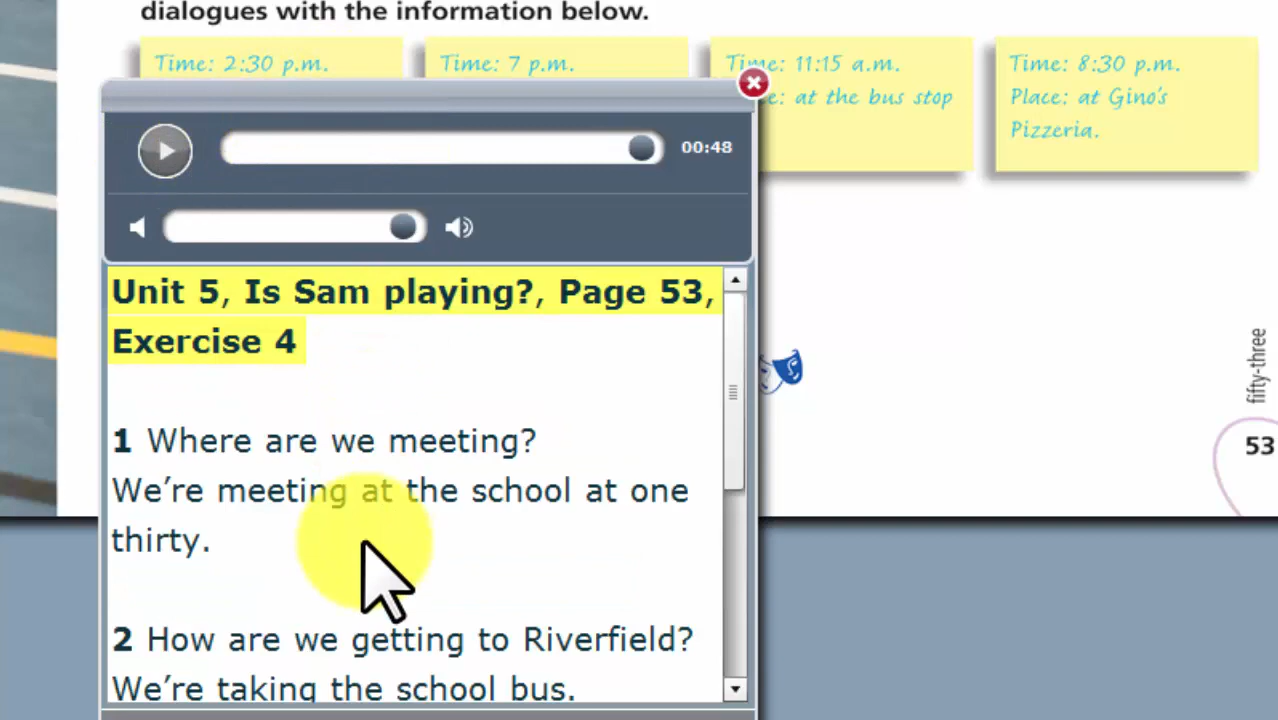 dialogues with the information below.
Time: 2:30 p.m.
Time: 7 p.m.
Time: 11:15 a.m.
at the bus stop
Time: 8:30 p.m.
Place: at Gino's
Pizzeria.
00:48
Unit 5, Is Sam playing?, Page 53,
Exercise 4
1 Where are we meeting?
We're meeting at the school at one
thirty.
2 How are we getting to Riverfield?
We're taking the school bus.
fifty-three
53